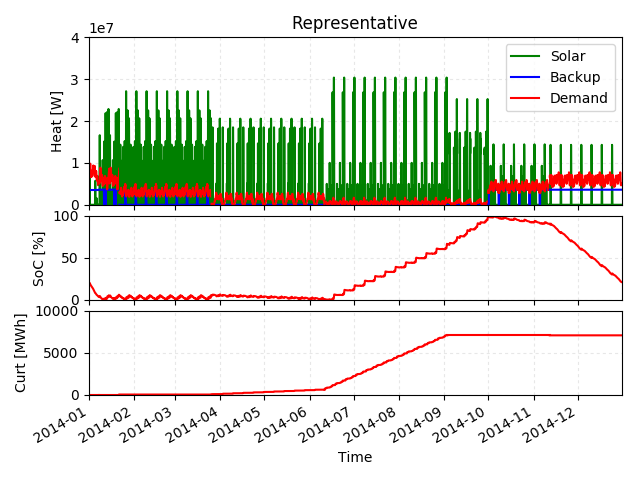 Representative
1e7
4
3
2
1
0
Heat [W]
Solar
Backup
Demand
100
50
0
SoC [%]
10000
5000
0
Curt [MWh]
2014-01
2014-02
2014-03
2014-04
2014-05
2014-06
2014-07
2014-08
2014-09
2014-10
2014-11
2014-12
Time